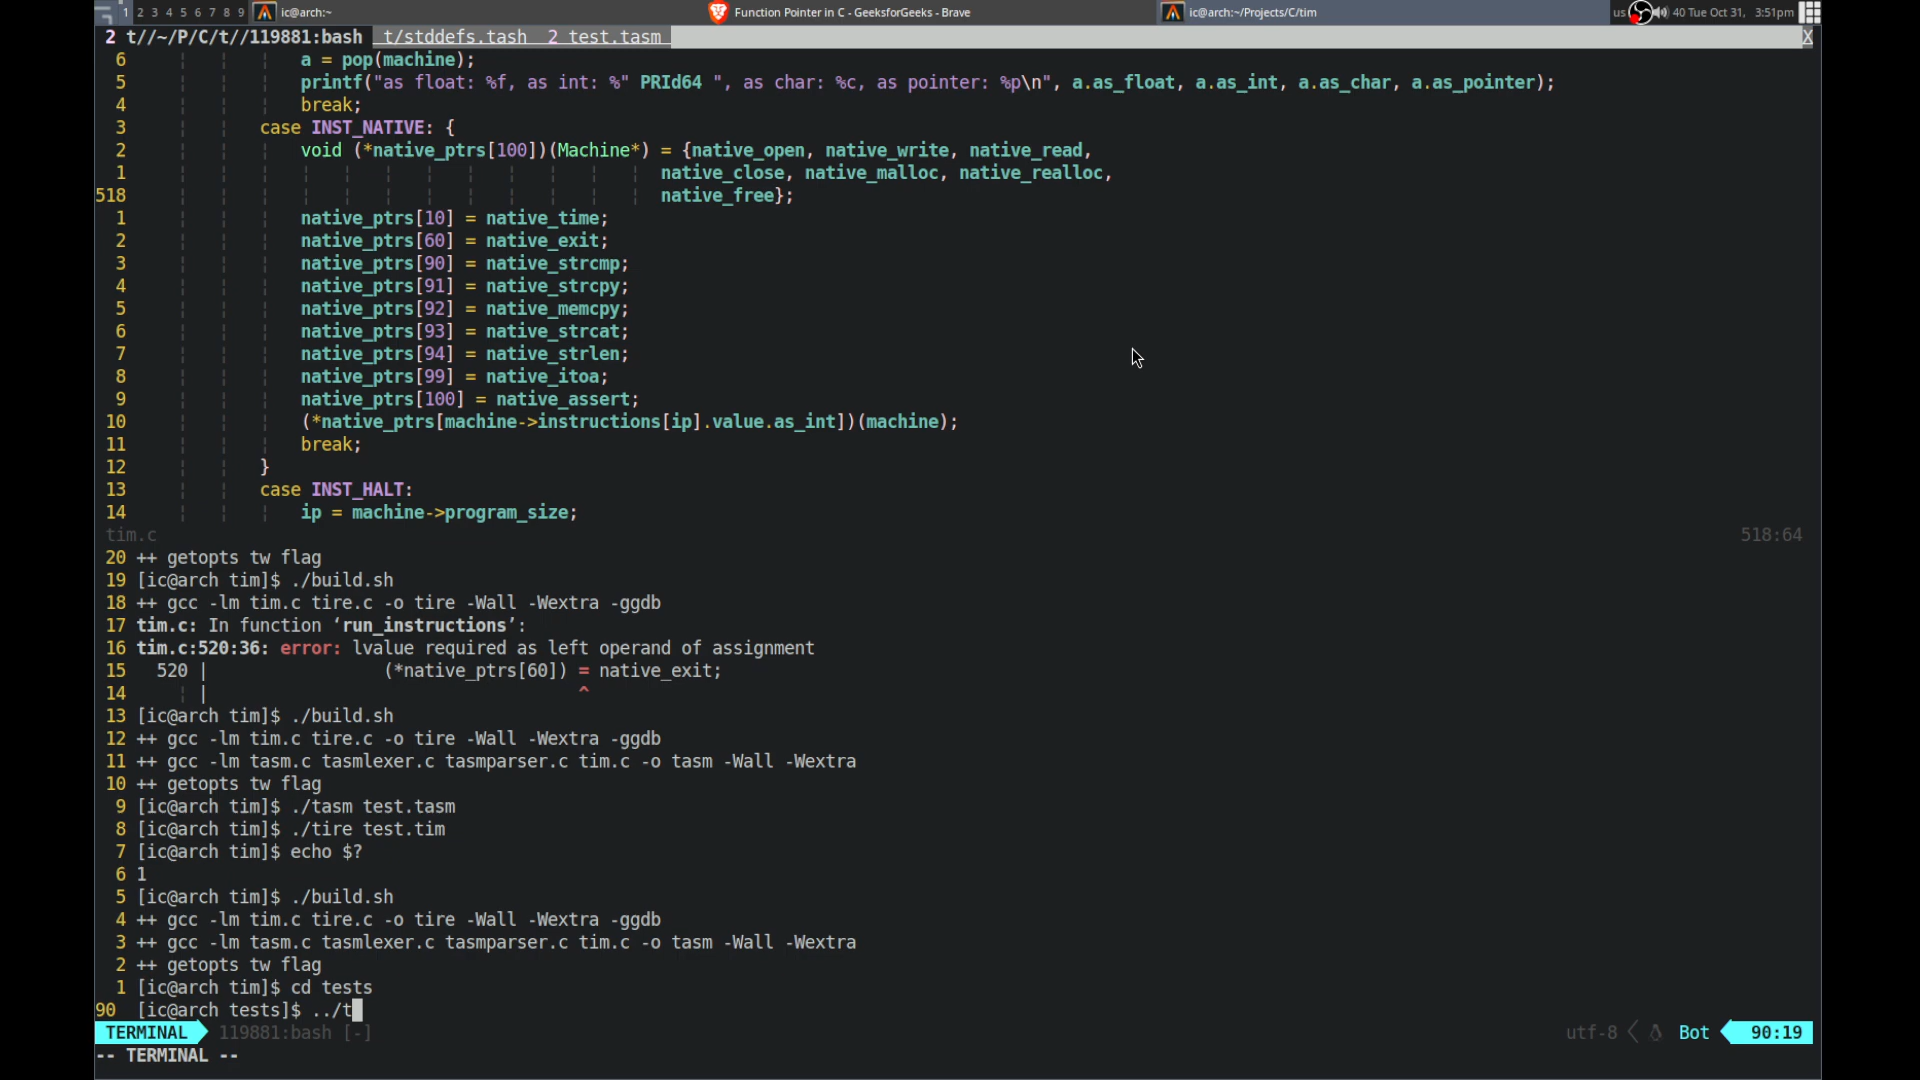 1 2 3 4 5 6 7 8 9 ic@arch:~ Function Pointer in C - GeeksforGeeks - Brave ic@arch:~/Projects/C/tim us 40 Tue Oct 31, 3:51pm
2 t//~/P/C/t//119881:bash t/stddefs.tash 2 test.tasm X
6 a = pop(machine);
5 printf("as float: %f, as int: %" PRId64 ", as char: %c, as pointer: %p\n", a.as_float, a.as_int, a.as_char, a.as_pointer);
4 break;
3 case INST_NATIVE: {
2 void (*native_ptrs[100])(Machine*) = {native_open, native_write, native_read,
1 native_close, native_malloc, native_realloc,
518 native_free};
1 native_ptrs[10] = native_time;
2 native_ptrs[60] = native_exit;
3 native_ptrs[90] = native_strcmp;
4 native_ptrs[91] = native_strcpy;
5 native_ptrs[92] = native_memcpy;
6 native_ptrs[93] = native_strcat;
7 native_ptrs[94] = native_strlen;
8 native_ptrs[99] = native_itoa;
9 native_ptrs[100] = native_assert;
10 (*native_ptrs[machine->instructions[ip].value.as_int])(machine);
11 break;
12 }
13 case INST_HALT:
14 ip = machine->program_size;
tim.c 518:64
20 ++ getopts tw flag
19 [ic@arch tim]$ ./build.sh
18 ++ gcc -lm tim.c tire.c -o tire -Wall -Wextra -ggdb
17 tim.c: In function ‘run_instructions’:
16 tim.c:520:36: error: lvalue required as left operand of assignment
15 520 | (*native_ptrs[60]) = native_exit;
14 | ^
13 [ic@arch tim]$ ./build.sh
12 ++ gcc -lm tim.c tire.c -o tire -Wall -Wextra -ggdb
11 ++ gcc -lm tasm.c tasmlexer.c tasmparser.c tim.c -o tasm -Wall -Wextra
10 ++ getopts tw flag
9 [ic@arch tim]$ ./tasm test.tasm
8 [ic@arch tim]$ ./tire test.tim
7 [ic@arch tim]$ echo $?
6 1
5 [ic@arch tim]$ ./build.sh
4 ++ gcc -lm tim.c tire.c -o tire -Wall -Wextra -ggdb
3 ++ gcc -lm tasm.c tasmlexer.c tasmparser.c tim.c -o tasm -Wall -Wextra
2 ++ getopts tw flag
1 [ic@arch tim]$ cd tests
90 [ic@arch tests]$ ../t
TERMINAL 119881:bash [-] utf-8 Bot 90:19
-- TERMINAL --